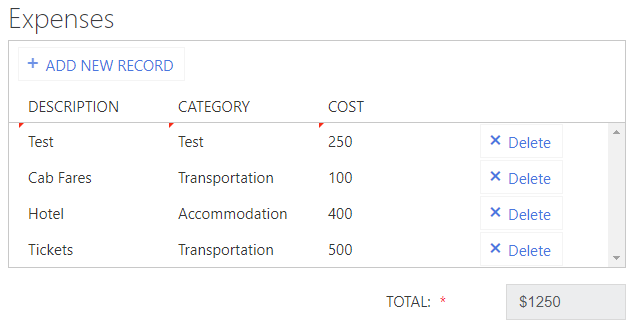 Expenses
+ ADD NEW RECORD
DESCRIPTION CATEGORY COST
Test Test 250 × Delete
Cab Fares Transportation 100 × Delete
Hotel Accommodation 400 × Delete
Tickets Transportation 500 × Delete
TOTAL: * $1250